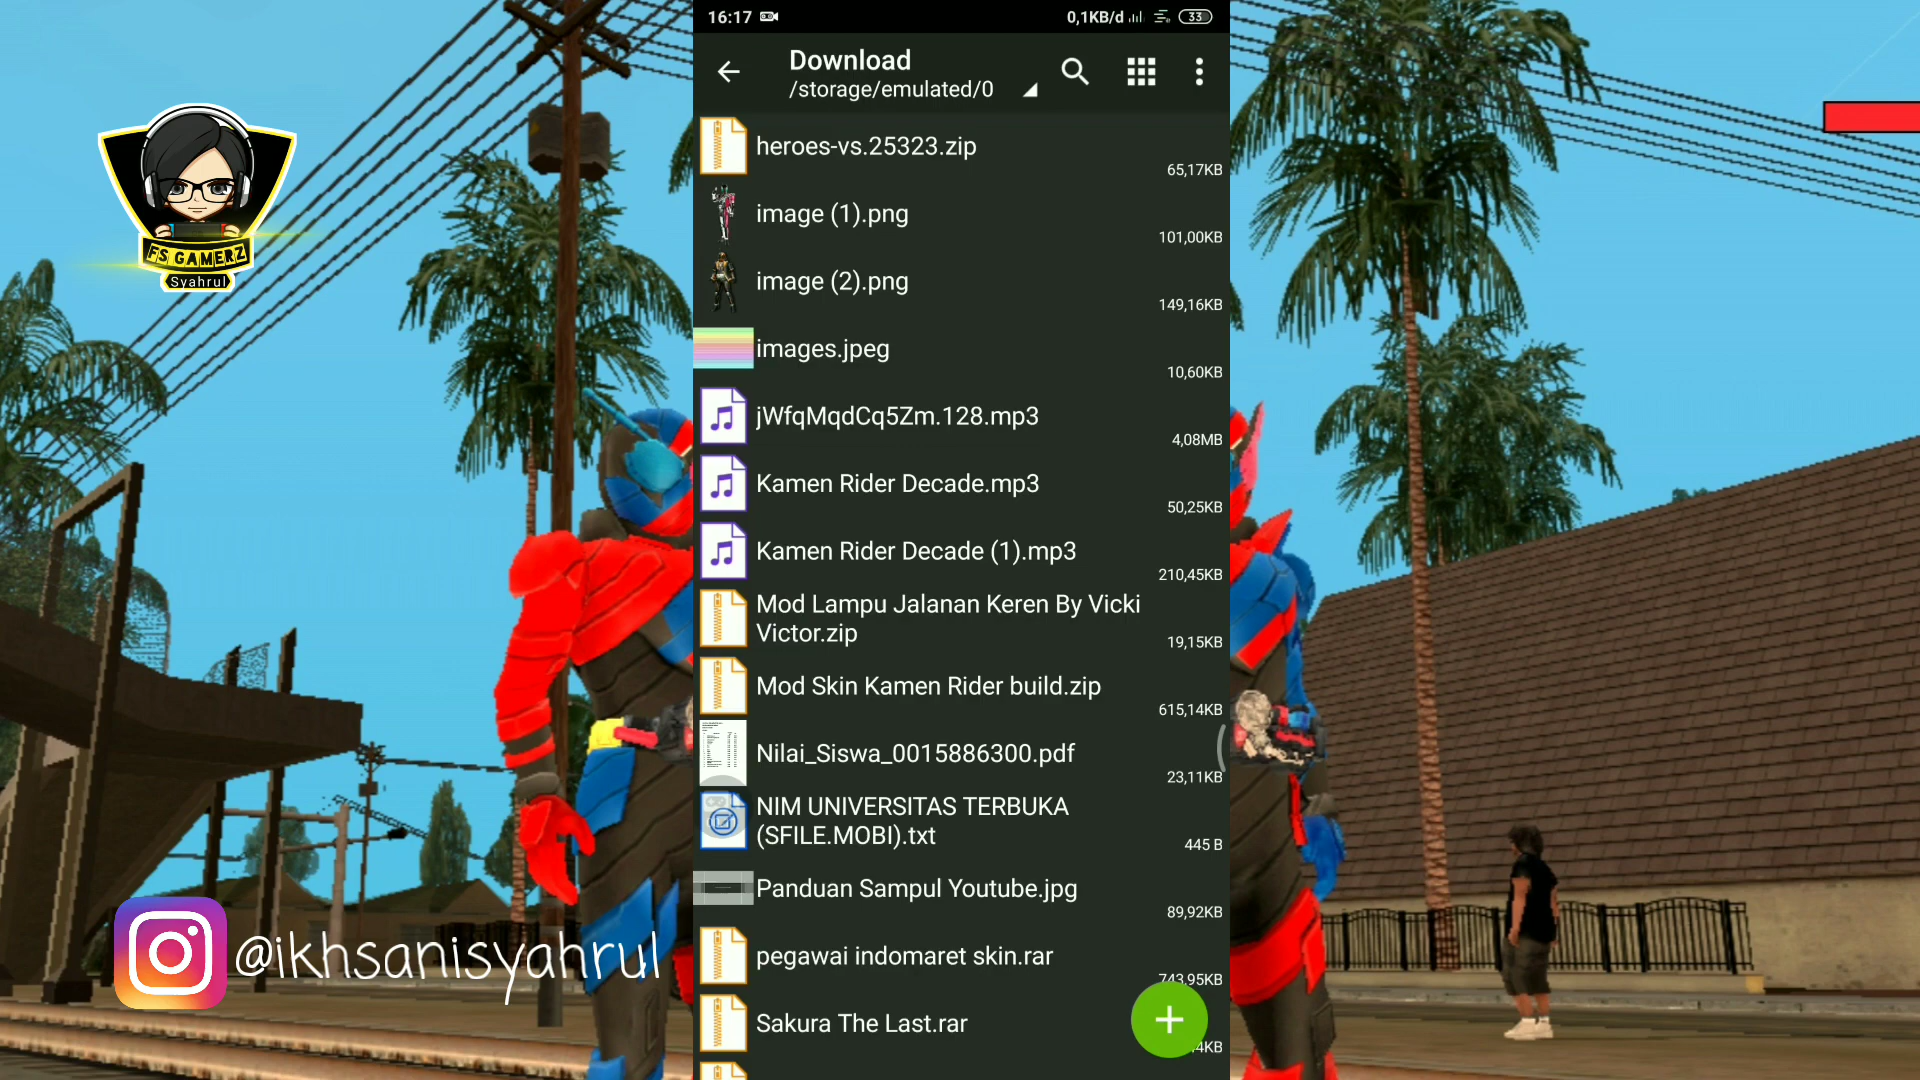 16:17
0,1KB/d
33
Download
/storage/emulated/0
heroes-vs.25323.zip
65,17KB
image (1).png
101,00KB
image (2).png
149,16KB
images.jpeg
10,60KB
jWfqMqdCq5Zm.128.mp3
4,08MB
Kamen Rider Decade.mp3
50,25KB
Kamen Rider Decade (1).mp3
210,45KB
Mod Lampu Jalanan Keren By Vicki
Victor.zip
19,15KB
Mod Skin Kamen Rider build.zip
615,14KB
Nilai_Siswa_0015886300.pdf
23,11KB
NIM UNIVERSITAS TERBUKA
(SFILE.MOBI).txt
445 B
Panduan Sampul Youtube.jpg
89,92KB
pegawai indomaret skin.rar
743,95KB
Sakura The Last.rar
FS GAMERZ
Syahrul
@ikhsanisyahrul